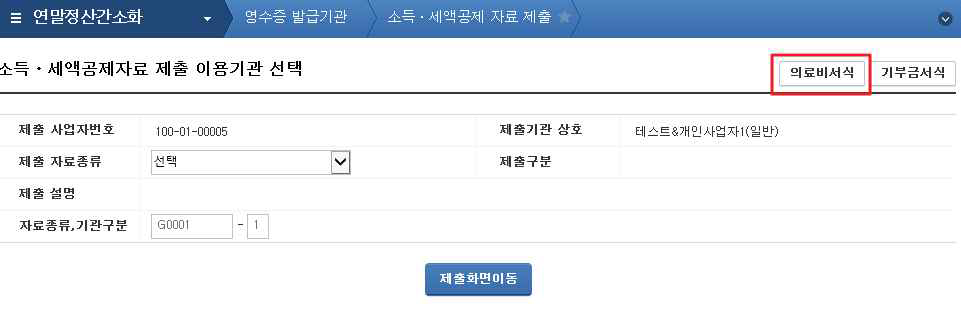 연말정산간소화 영수증 발급기관 소득・세액공제 자료 제출
소득・세액공제자료 제출 이용기관 선택 의료비서식 기부금서식
제출 사업자번호 100-01-00005 제출기관 상호 테스트&개인사업자1(일반)
제출 자료종류 선택 제출구분
제출 설명
자료종류,기관구분 G0001 - 1
제출화면이동